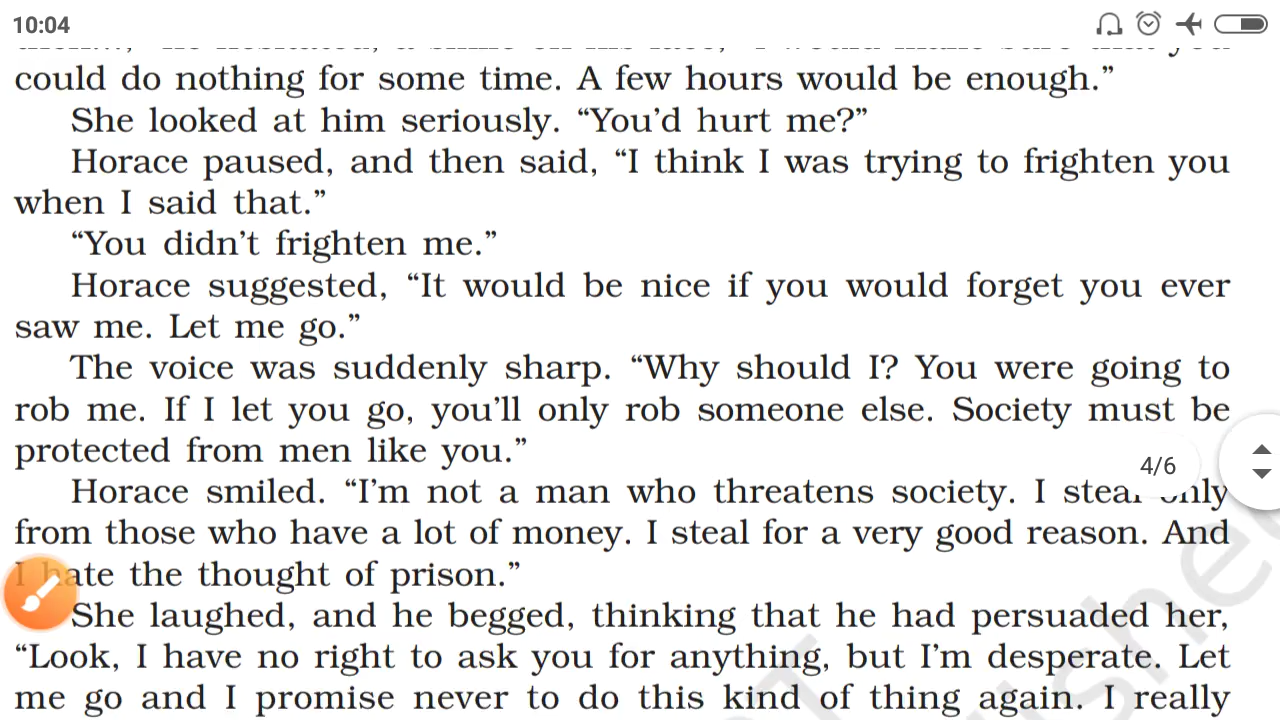 10:04
could do nothing for some time. A few hours would be enough.”
She looked at him seriously. “You’d hurt me?”
Horace paused, and then said, “I think I was trying to frighten you
when I said that.”
“You didn’t frighten me.”
Horace suggested, “It would be nice if you would forget you ever
saw me. Let me go.”
The voice was suddenly sharp. “Why should I? You were going to
rob me. If I let you go, you’ll only rob someone else. Society must be
protected from men like you.”
4/6
Horace smiled. “I’m not a man who threatens society. I steal only
from those who have a lot of money. I steal for a very good reason. And
I hate the thought of prison.”
She laughed, and he begged, thinking that he had persuaded her,
“Look, I have no right to ask you for anything, but I’m desperate. Let
me go and I promise never to do this kind of thing again. I really